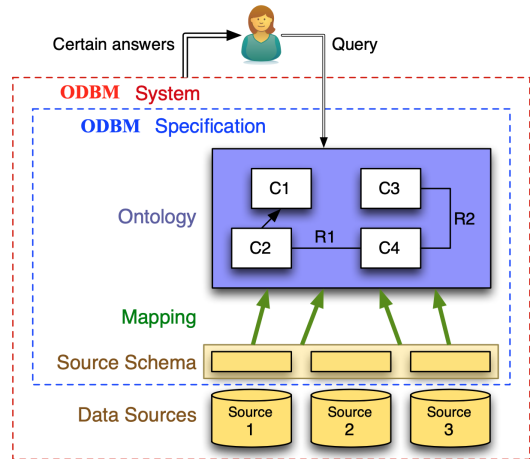 Certain answers
Query
ODBM System
ODBM Specification
Ontology
C1
C3
C2
R1
C4
R2
Mapping
Source Schema
Data Sources
Source
1
Source
2
Source
3